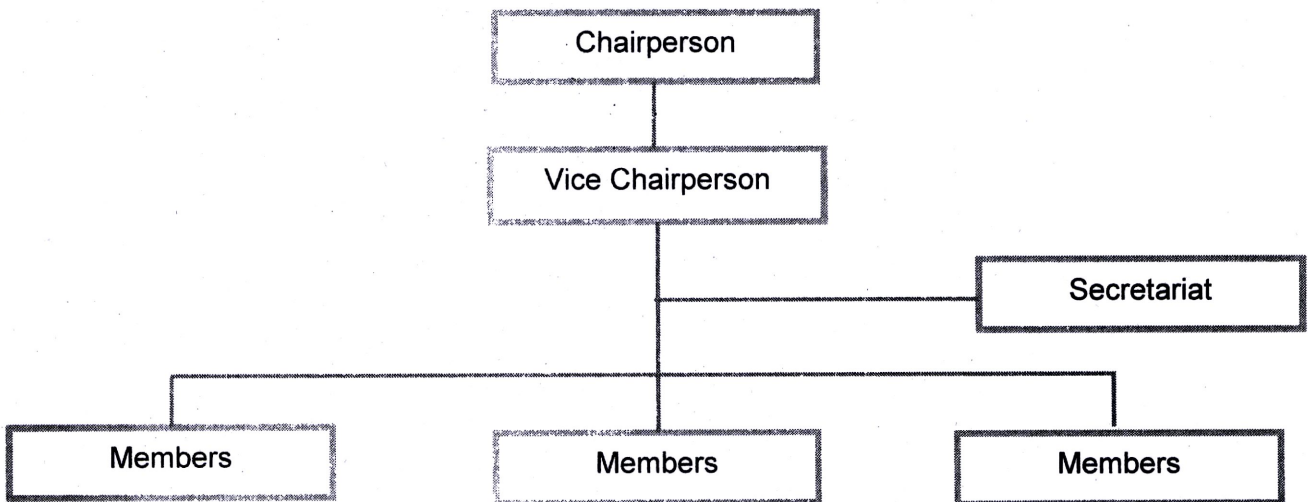 Chairperson
Vice Chairperson
Secretariat
Members
Members
Members